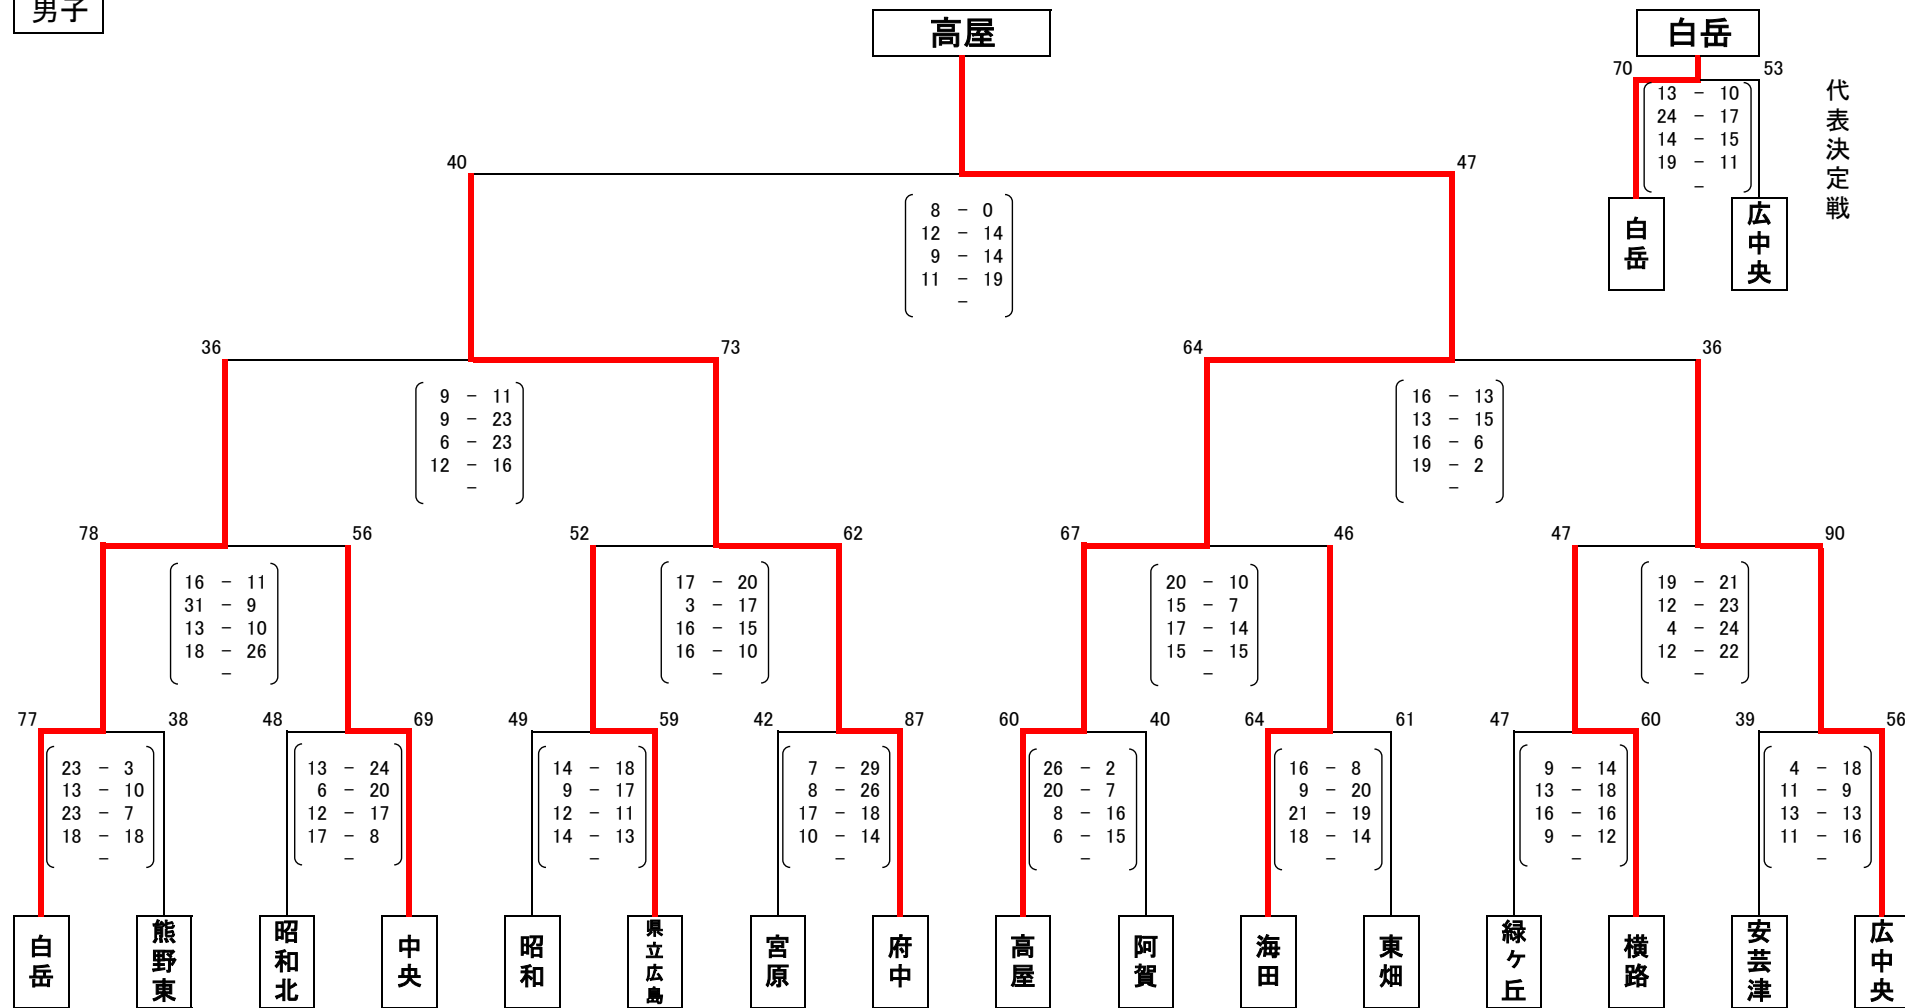 男子
高屋
白岳
70 53
13 - 10
24 - 17
14 - 15
19 - 11
-
代表決定戦
白岳
広中央
40 47
8 - 0
12 - 14
9 - 14
11 - 19
-
36 73
9 - 11
9 - 23
6 - 23
12 - 16
-
64 36
16 - 13
13 - 15
16 - 6
19 - 2
-
78 56
16 - 11
31 - 9
13 - 10
18 - 26
-
52 62
17 - 20
3 - 17
16 - 15
16 - 10
-
67 46
20 - 10
15 - 7
17 - 14
15 - 15
-
47 90
19 - 21
12 - 23
4 - 24
12 - 22
-
77 38
23 - 3
13 - 10
23 - 7
18 - 18
-
48 69
13 - 24
6 - 20
12 - 17
17 - 8
-
49 59
14 - 18
9 - 17
12 - 11
14 - 13
-
42 87
7 - 29
8 - 26
17 - 18
10 - 14
-
60 40
26 - 2
20 - 7
8 - 16
6 - 15
-
64 61
16 - 8
9 - 20
21 - 19
18 - 14
-
47 60
9 - 14
13 - 18
16 - 16
9 - 12
-
39 56
4 - 18
11 - 9
13 - 13
11 - 16
-
白岳
熊野東
昭和北
中央
昭和
県立広島
宮原
府中
高屋
阿賀
海田
東畑
緑ヶ丘
横路
安芸津
広中央